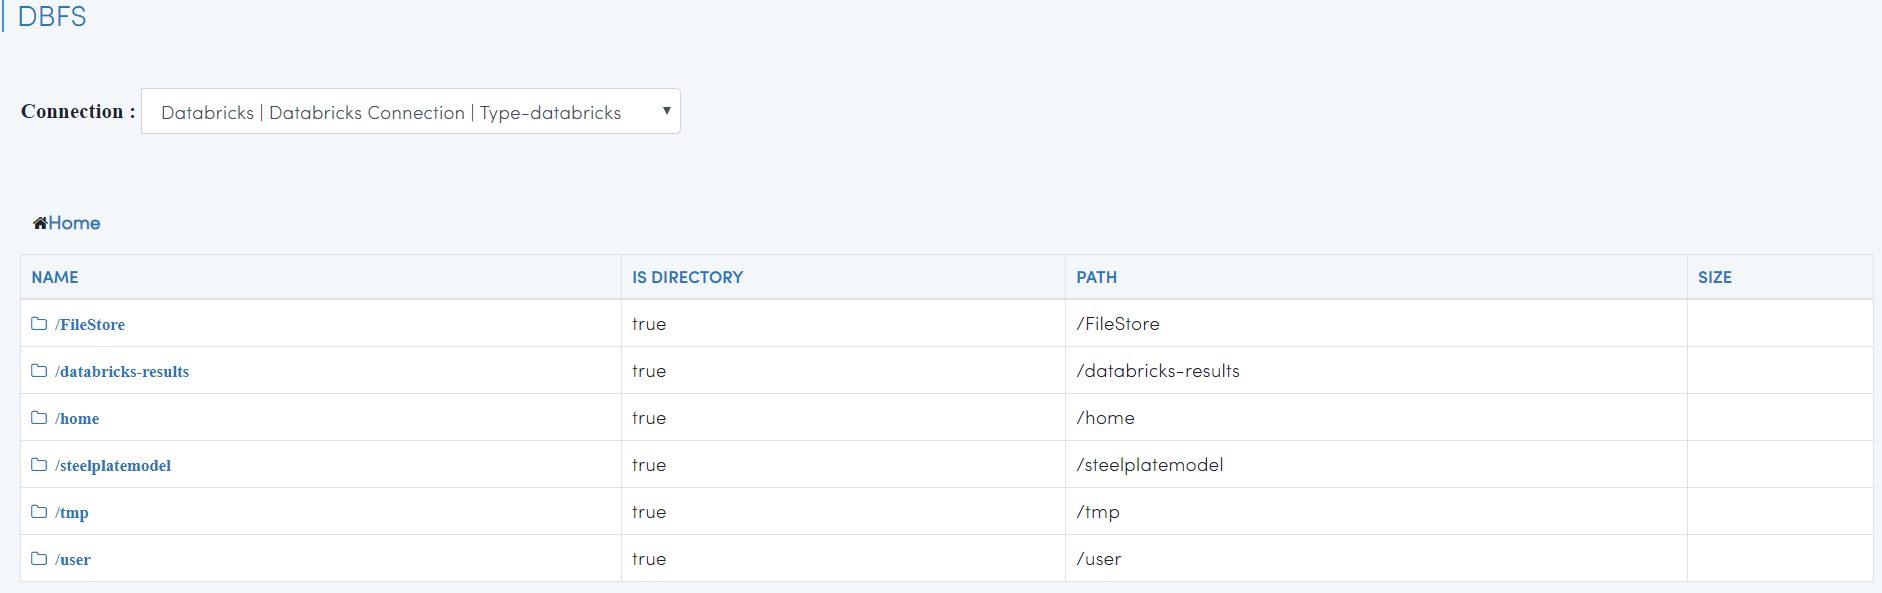 DBFS
Connection : Databricks | Databricks Connection | Type-databricks
Home
NAME IS DIRECTORY PATH SIZE
/FileStore true /FileStore
/databricks-results true /databricks-results
/home true /home
/steelplatemodel true /steelplatemodel
/tmp true /tmp
/user true /user